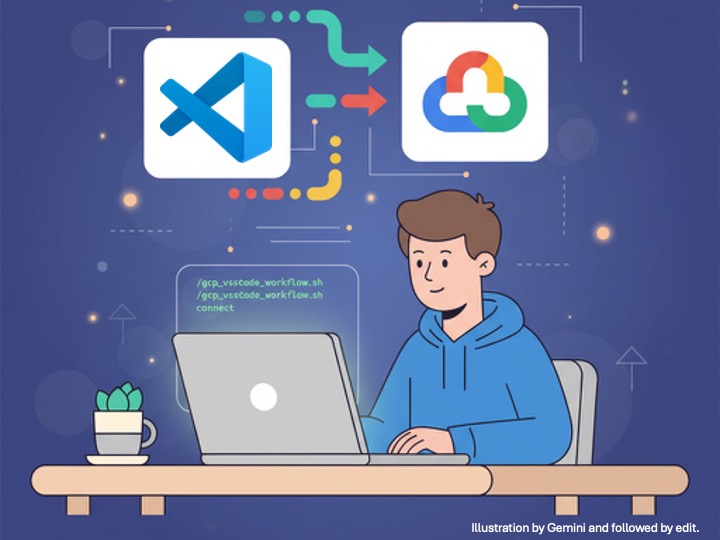 /gcp_vssCode_workflow.sh
/gcp_vssCode_workflow.sh
connect
Illustration by Gemini and followed by edit.